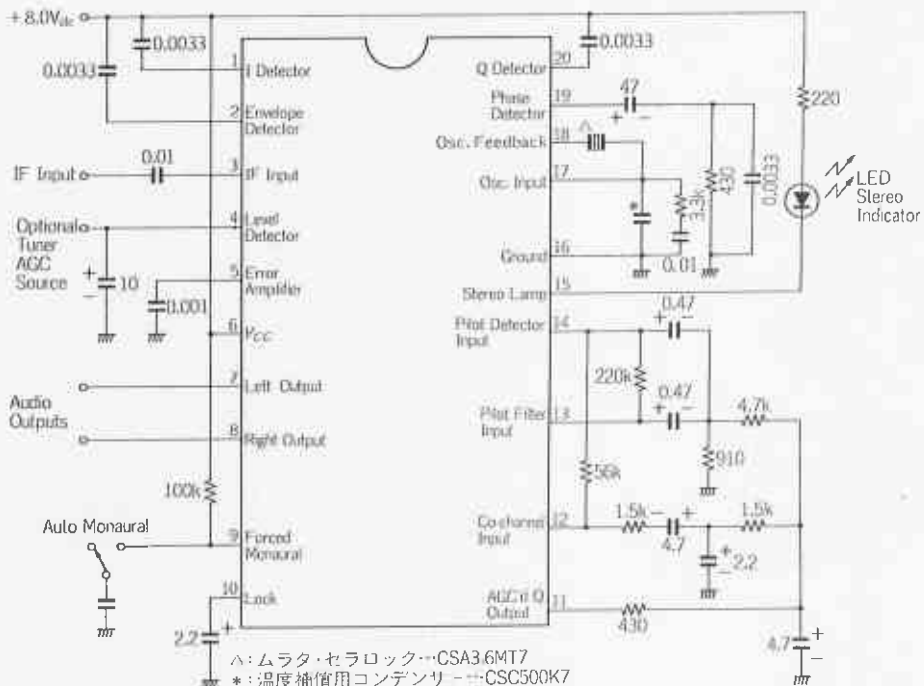 +8.0Vdc
0.0033
0.0033
1
I Detector
2
Envelope
Detector
IF Input
0.01
3
IF Input
Optional
Tuner
AGC
Source
4
Level
Detector
+
−
10
5
Error
Amplifier
0.001
6
VCC
Audio
Outputs
7
Left Output
8
Right Output
100k
Auto Monaural
9
Forced
Monaural
10
Lock
2.2
+
0.0033
20
Q Detector
19
Phase
Detector
47
+ −
18
Osc. Feedback
△
17
Osc. Input
*
3.3k
0.01
430
0.0033
16
Ground
15
Stereo Lamp
220
LED
Stereo
Indicator
14
Pilot Detector
Input
0.47
+ −
220k
0.47
+ −
13
Pilot Filter
Input
4.7k
910
56k
12
Co-channel
Input
1.5k
− +
4.7
1.5k
+
−
2.2
11
Output
430
4.7
+
−
△:ムラタ・セラロック…CSA3.6MT7
*:温度補償用コンデンサ…CSC500K7